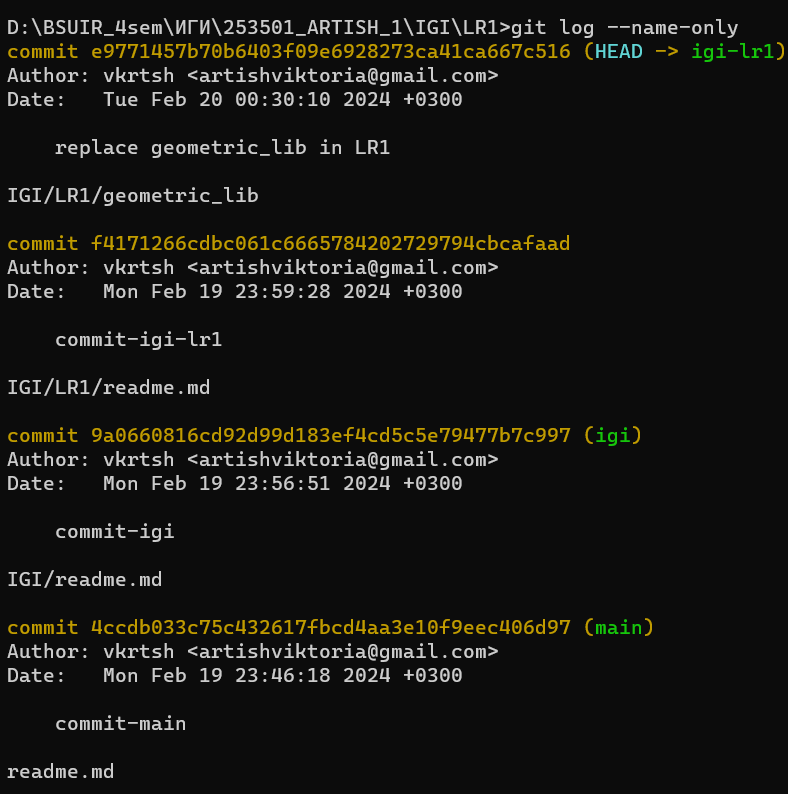 D:\BSUIR_4sem\ИГИ\253501_ARTISH_1\IGI\LR1>git log --name-only
commit e9771457b70b6403f09e6928273ca41ca667c516 (HEAD -> igi-lr1)
Author: vkrtsh <artishviktoria@gmail.com>
Date:   Tue Feb 20 00:30:10 2024 +0300
    replace geometric_lib in LR1
IGI/LR1/geometric_lib
commit f4171266cdbc061c6665784202729794cbcafaad
Author: vkrtsh <artishviktoria@gmail.com>
Date:   Mon Feb 19 23:59:28 2024 +0300
    commit-igi-lr1
IGI/LR1/readme.md
commit 9a0660816cd92d99d183ef4cd5c5e79477b7c997 (igi)
Author: vkrtsh <artishviktoria@gmail.com>
Date:   Mon Feb 19 23:56:51 2024 +0300
    commit-igi
IGI/readme.md
commit 4ccdb033c75c432617fbcd4aa3e10f9eec406d97 (main)
Author: vkrtsh <artishviktoria@gmail.com>
Date:   Mon Feb 19 23:46:18 2024 +0300
    commit-main
readme.md